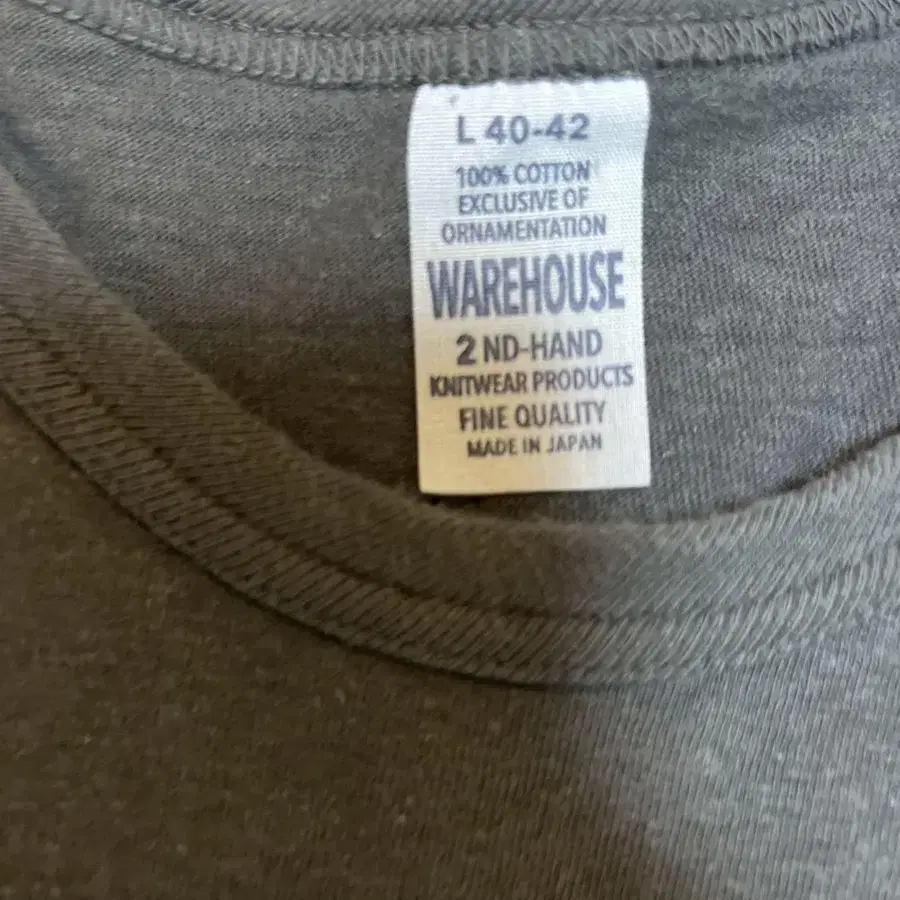 L 40-42
100% COTTON
EXCLUSIVE OF
ORNAMENTATION
WAREHOUSE
2 ND-HAND
KNITWEAR PRODUCTS
FINE QUALITY
MADE IN JAPAN